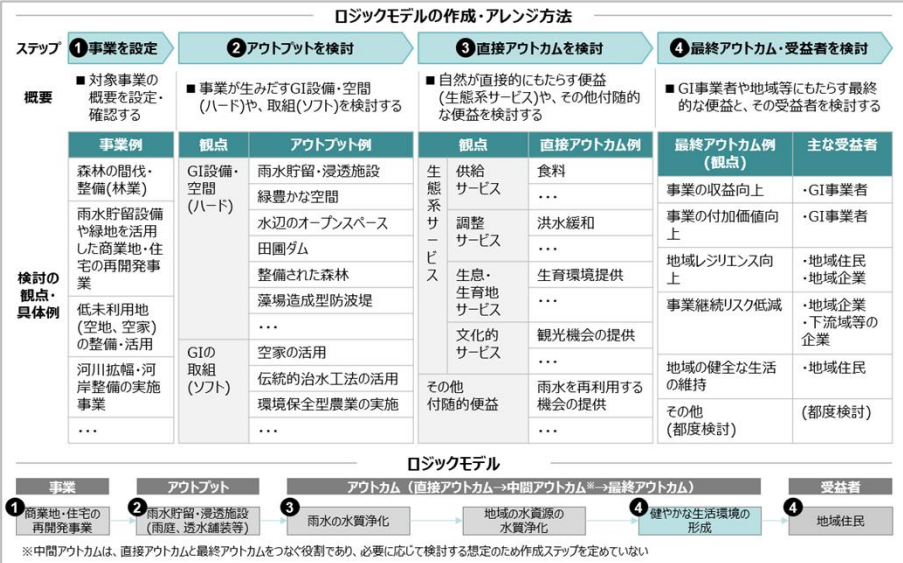 ロジックモデルの作成・アレンジ方法
ステップ
❶事業を設定
❷アウトプットを検討
❸直接アウトカムを検討
❹最終アウトカム・受益者を検討
概要
■ 対象事業の
概要を設定・
確認する
■ 事業が生みだすGI設備・空間
(ハード)や、取組(ソフト)を検討する
■ 自然が直接的にもたらす便益
(生態系サービス)や、その他付随的
な便益を検討する
■ GI事業者や地域等にもたらす最終
的な便益と、その受益者を検討する
検討の
観点・
具体例
事業例
森林の間伐・
整備(林業)
雨水貯留設備
や緑地を活用
した商業地・住
宅の再開発事
業
低未利用地
(空地、空家)
の整備・活用
河川拡幅・河
岸整備の実施
事業
・・・
観点
アウトプット例
GI設備・
空間
(ハード)
雨水貯留・浸透施設
緑豊かな空間
水辺のオープンスペース
田圃ダム
整備された森林
藻場造成型防波堤
・・・
GIの
取組
(ソフト)
空家の活用
伝統的治水工法の活用
環境保全型農業の実施
・・・
観点
直接アウトカム例
生態系サービス
供給
サービス
食料
・・・
調整
サービス
洪水緩和
・・・
生息・
生育地サー
ビス
生育環境提供
・・・
文化的
サービス
観光機会の提供
・・・
その他
付随的便益
雨水を再利用する
機会の提供
・・・
最終アウトカム例
(観点)
主な受益者
事業の収益向上
・GI事業者
事業の付加価値向
上
・GI事業者
地域レジリエンス向
上
・地域住民
・地域企業
事業継続リスク低減
・地域企業
・下流域等の
企業
地域の健全な生活
の維持
・地域住民
その他
(都度検討)
(都度検討)
ロジックモデル
事業
アウトプット
アウトカム（直接アウトカム→中間アウトカム※→最終アウトカム）
受益者
❶
商業地・住宅の
再開発事業
❷
雨水貯留・浸透施設
(雨庭、透水舗装等)
❸
雨水の水質浄化
地域の水資源の
水質浄化
❹
健やかな生活環境の
形成
❹
地域住民
※中間アウトカムは、直接アウトカムと最終アウトカムをつなぐ役割であり、必要に応じて検討する想定のため作成ステップを定めていない